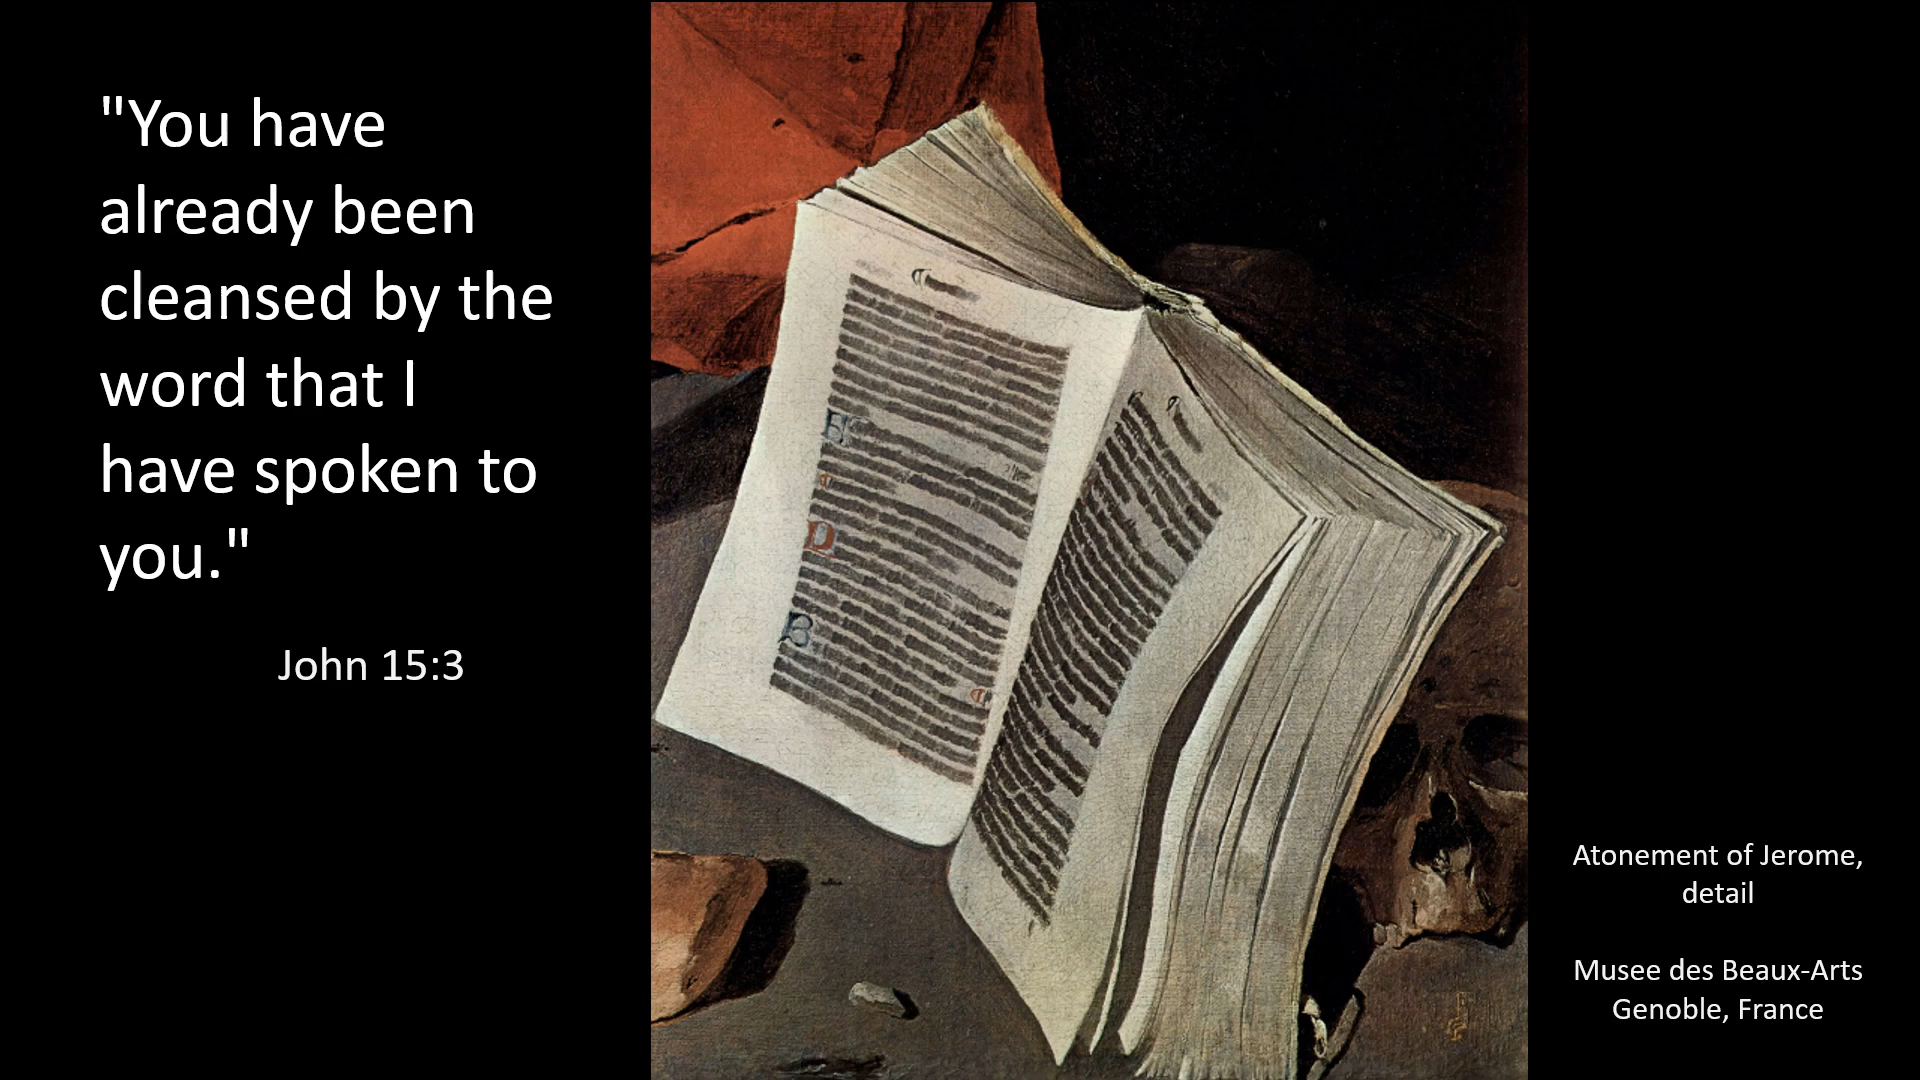 "You have
already been
cleansed by the
word that I
have spoken to
you."
John 15:3
Atonement of Jerome,
detail
Musee des Beaux-Arts
Genoble, France